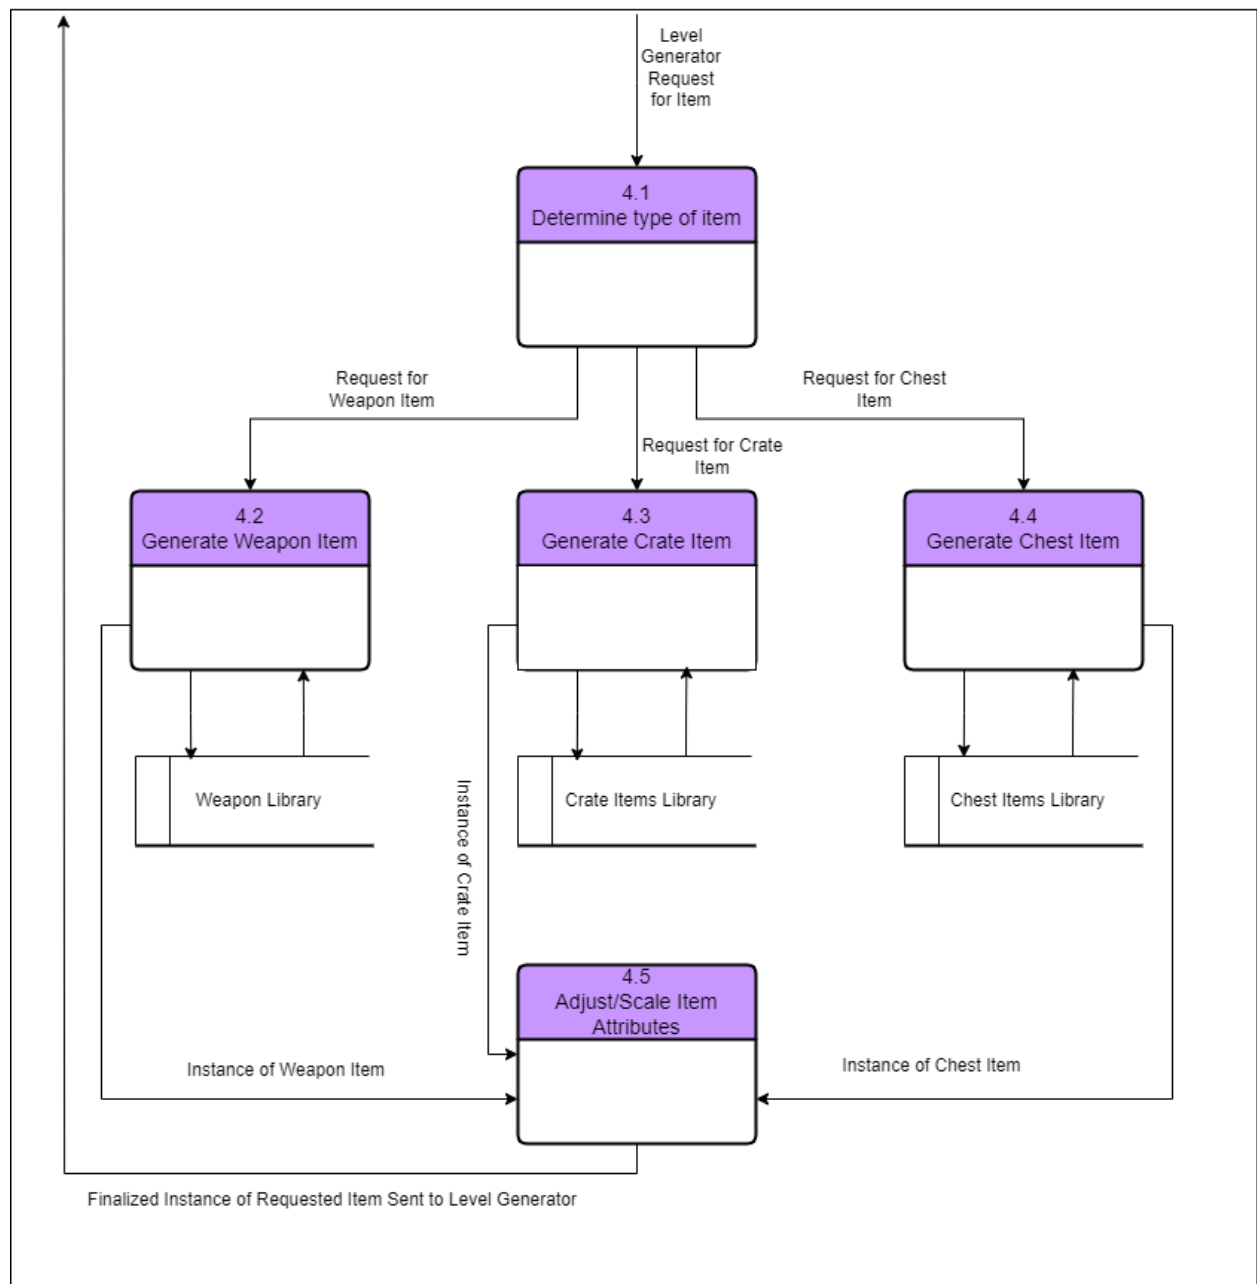 Level
Generator
Request
for Item
4.1
Determine type of item
Request for
Weapon Item
Request for Chest
Item
Request for Crate
Item
4.2
Generate Weapon Item
4.3
Generate Crate Item
4.4
Generate Chest Item
Weapon Library
Crate Items Library
Chest Items Library
Instance of Crate Item
4.5
Adjust/Scale Item
Attributes
Instance of Weapon Item
Instance of Chest Item
Finalized Instance of Requested Item Sent to Level Generator